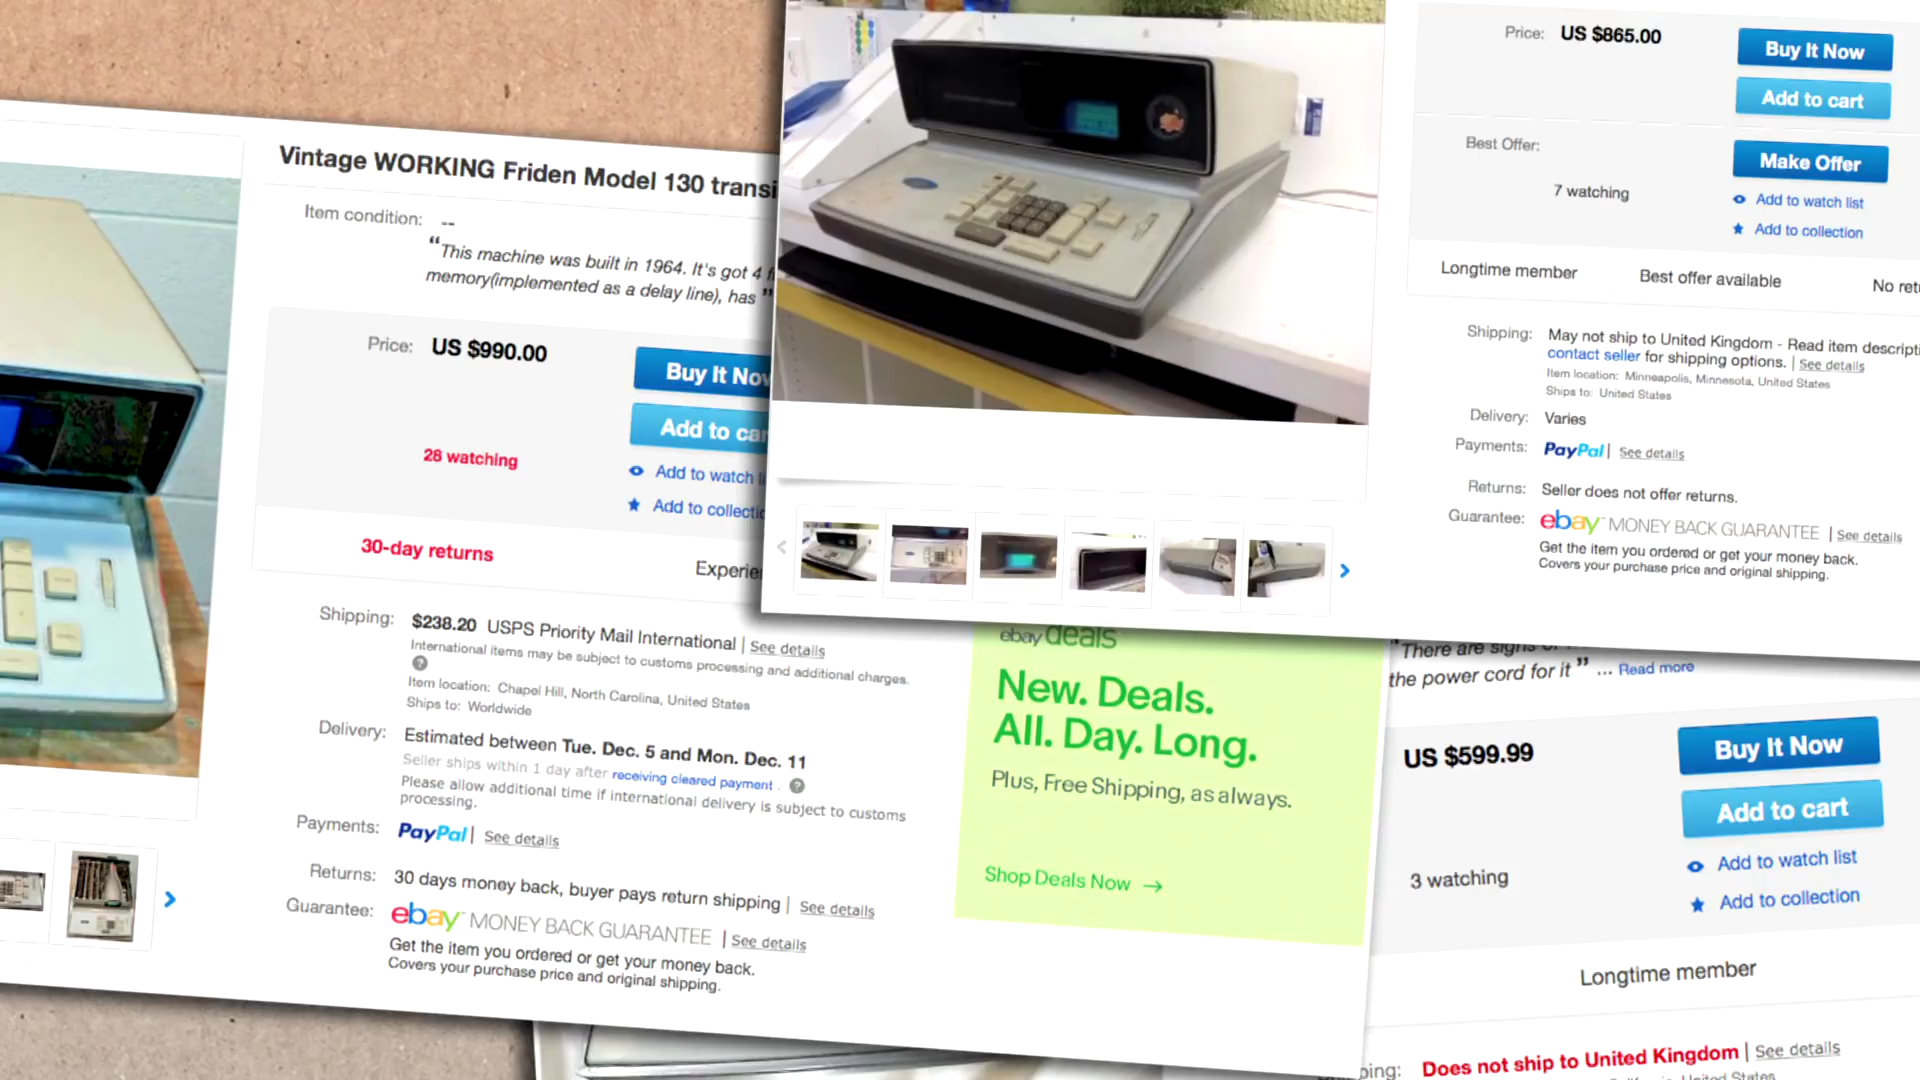 Vintage WORKING Friden Model 130 transi
Item condition: --
“This machine was built in 1964. It's got 4
memory(implemented as a delay line), has ”
Price: US $990.00
Buy It Now
Add to
28 watching
Add to watch
Add to
30-day returns
Shipping: $238.20 USPS Priority Mail International | See details
International items may be subject to customs processing and additional charges.
?
Item location: Chapel Hill, North Carolina, United States
Ships to: Worldwide
Delivery: Estimated between Tue. Dec. 5 and Mon. Dec. 11
Seller ships within 1 day after receiving cleared payment . ?
Please allow additional time if international delivery is subject to customs
processing.
Payments: PayPal | See details
Returns: 30 days money back, buyer pays return shipping | See details
Guarantee: ebay MONEY BACK GUARANTEE | See details
Get the item you ordered or get your money back.
Covers your purchase price and original shipping.
Price: US $865.00
Buy It Now
Add to cart
Best Offer:
Make Offer
7 watching
Add to watch list
Add to collection
Longtime member Best offer available No
Shipping: May not ship to United Kingdom - Read item
contact seller for shipping options. | See details
Item location: Minneapolis, Minnesota, United States
Ships to: United States
Delivery: Varies
Payments: PayPal | See details
Returns: Seller does not offer returns.
Guarantee: ebay MONEY BACK GUARANTEE | See details
Get the item you ordered or get your money back.
Covers your purchase price and original shipping.
ebay deals
New. Deals.
All. Day. Long.
Plus, Free Shipping, as always.
Shop Deals Now →
“There are signs
the power cord for it ” ... Read more
US $599.99
Buy It Now
Add to cart
3 watching
Add to watch list
Add to collection
Longtime member
Does not ship to United Kingdom | See details
United States